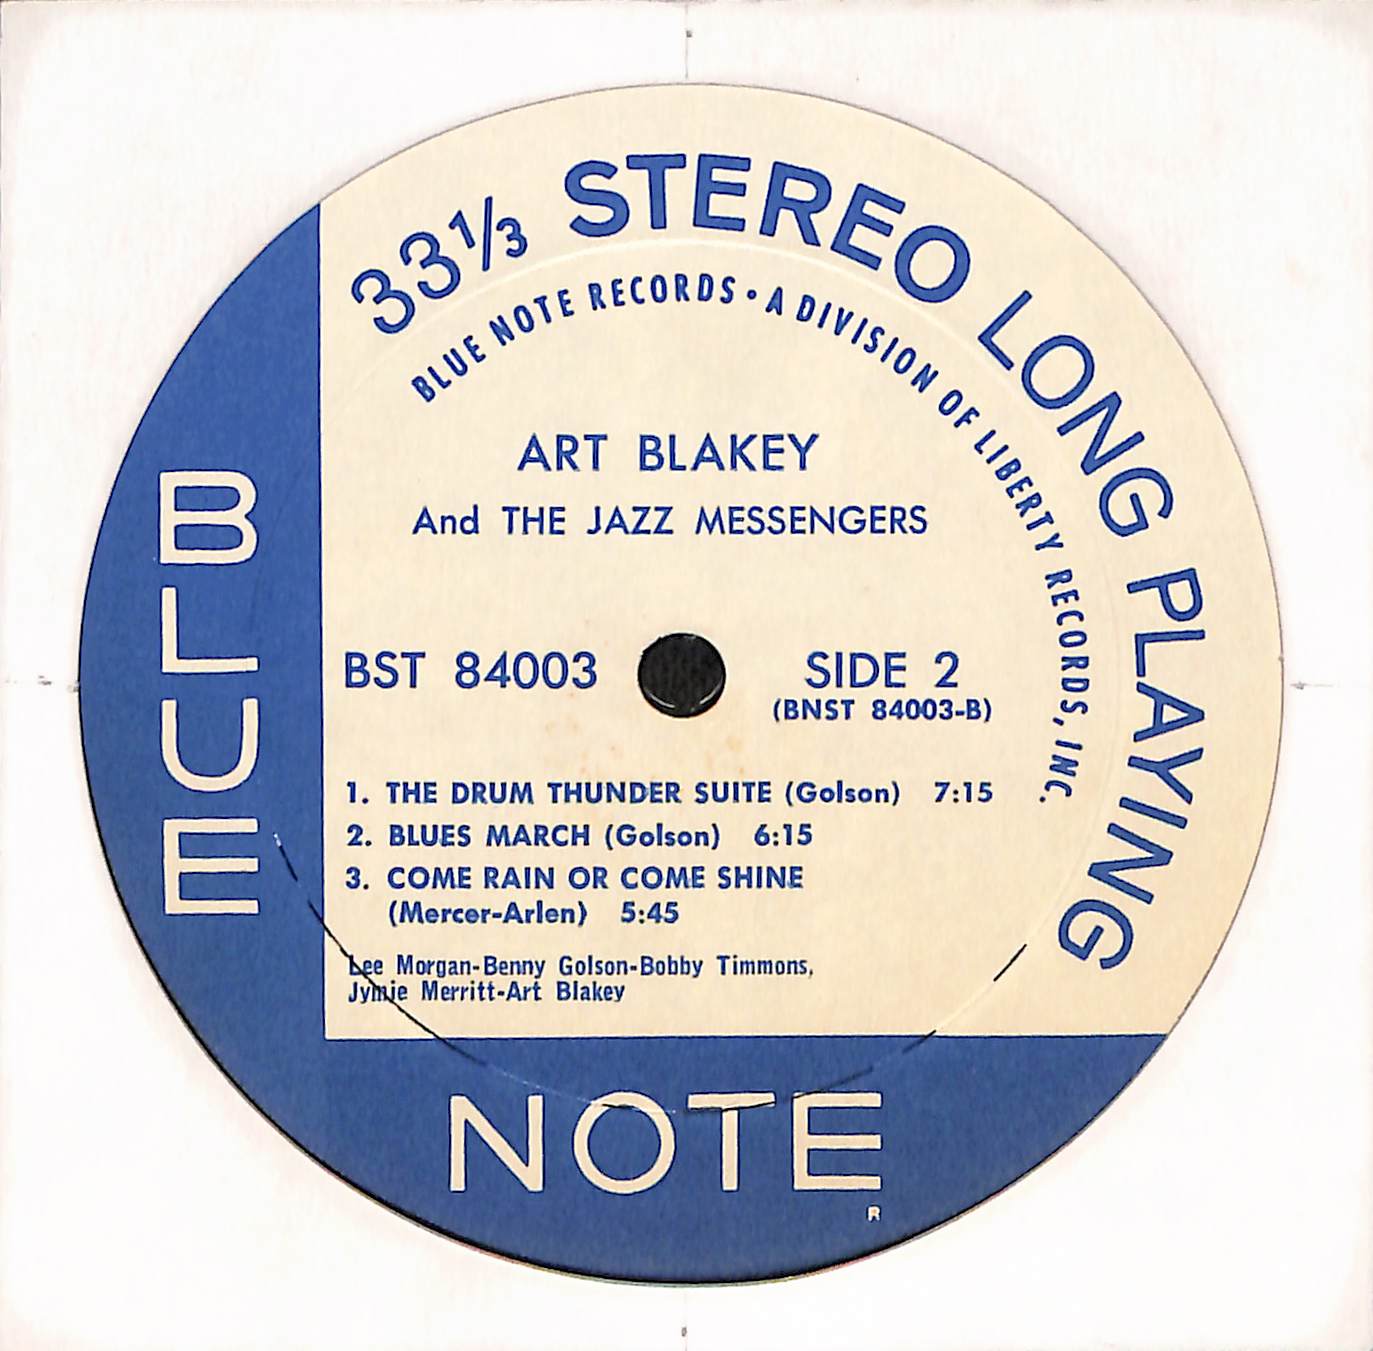 33⅓ STEREO LONG PLAYING
BLUE NOTE RECORDS • A DIVISION OF LIBERTY RECORDS, INC.
ART BLAKEY
And THE JAZZ MESSENGERS
BST 84003
SIDE 2
(BNST 84003-B)
1. THE DRUM THUNDER SUITE (Golson) 7:15
2. BLUES MARCH (Golson) 6:15
3. COME RAIN OR COME SHINE
(Mercer-Arlen) 5:45
Lee Morgan-Benny Golson-Bobby Timmons,
Jymie Merritt-Art Blakey
BLUE
NOTE
R